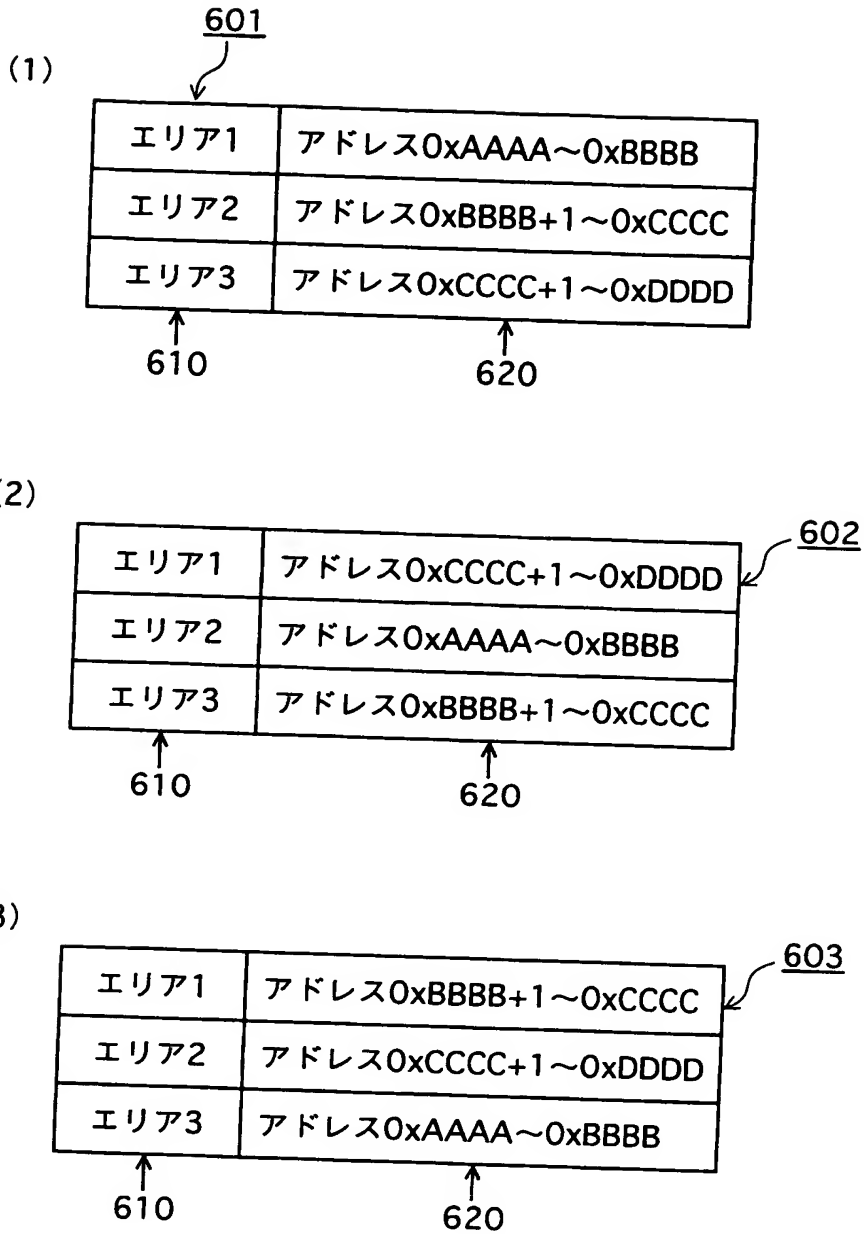 601
(1)
エリア1 アドレス0xAAAA～0xBBBB
エリア2 アドレス0xBBBB+1～0xCCCC
エリア3 アドレス0xCCCC+1～0xDDDD
610 620
2)
602
エリア1 アドレス0xCCCC+1～0xDDDD
エリア2 アドレス0xAAAA～0xBBBB
エリア3 アドレス0xBBBB+1～0xCCCC
610 620
3)
603
エリア1 アドレス0xBBBB+1～0xCCCC
エリア2 アドレス0xCCCC+1～0xDDDD
エリア3 アドレス0xAAAA～0xBBBB
610 620